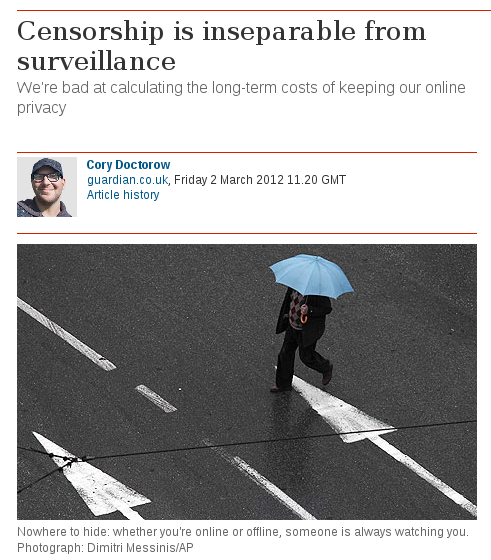 Censorship is inseparable from
surveillance
We're bad at calculating the long-term costs of keeping our online
privacy
Cory Doctorow
guardian.co.uk, Friday 2 March 2012 11.20 GMT
Article history
Nowhere to hide: whether you're online or offline, someone is always watching you.
Photograph: Dimitri Messinis/AP